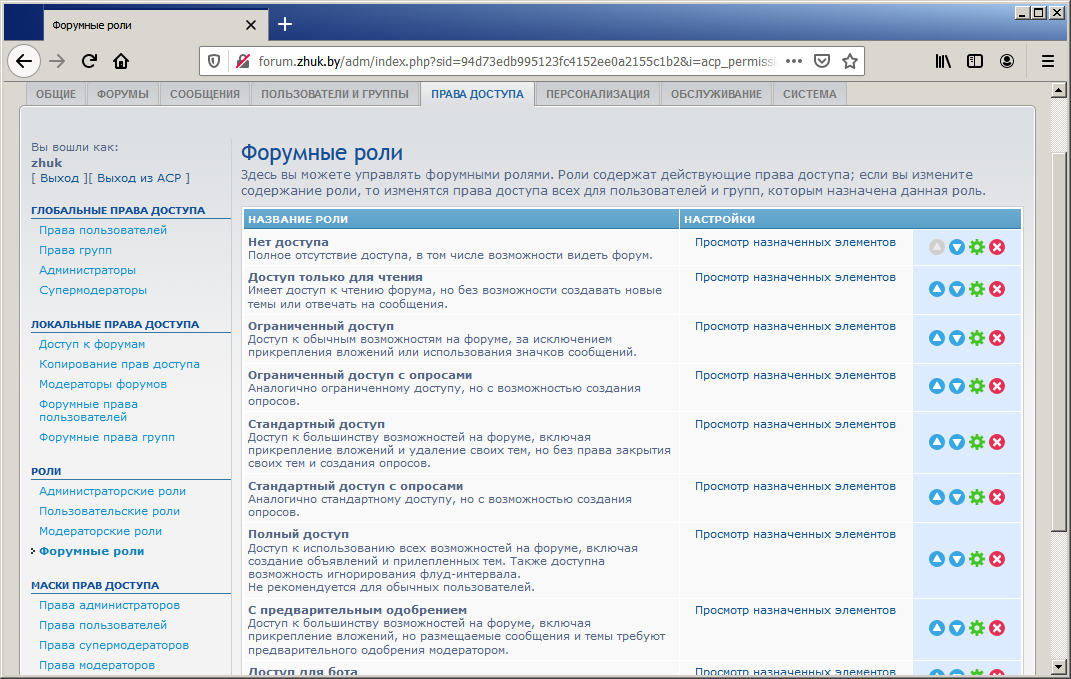 Форумные роли
forum.zhuk.by/adm/index.php?sid=94d73edb995123fc4152ee0a2155c1b2&i=acp_permissi
ОБЩИЕ ФОРУМЫ СООБЩЕНИЯ ПОЛЬЗОВАТЕЛИ И ГРУППЫ ПРАВА ДОСТУПА ПЕРСОНАЛИЗАЦИЯ ОБСЛУЖИВАНИЕ СИСТЕМА
Вы вошли как:
zhuk
[ Выход ][ Выход из ACP ]
ГЛОБАЛЬНЫЕ ПРАВА ДОСТУПА
Права пользователей
Права групп
Администраторы
Супермодераторы
ЛОКАЛЬНЫЕ ПРАВА ДОСТУПА
Доступ к форумам
Копирование прав доступа
Модераторы форумов
Форумные права
пользователей
Форумные права групп
РОЛИ
Администраторские роли
Пользовательские роли
Модераторские роли
Форумные роли
МАСКИ ПРАВ ДОСТУПА
Права администраторов
Права пользователей
Права супермодераторов
Права модераторов
Форумные роли
Здесь вы можете управлять форумными ролями. Роли содержат действующие права доступа; если вы измените
содержание роли, то изменятся права доступа всех для пользователей и групп, которым назначена данная роль.
НАЗВАНИЕ РОЛИ НАСТРОЙКИ
Нет доступа Просмотр назначенных элементов
Полное отсутствие доступа, в том числе возможности видеть форум.
Доступ только для чтения Просмотр назначенных элементов
Имеет доступ к чтению форума, но без возможности создавать новые
темы или отвечать на сообщения.
Ограниченный доступ Просмотр назначенных элементов
Доступ к обычным возможностям на форуме, за исключением
прикрепления вложений или использования значков сообщений.
Ограниченный доступ с опросами Просмотр назначенных элементов
Аналогично ограниченному доступу, но с возможностью создания
опросов.
Стандартный доступ Просмотр назначенных элементов
Доступ к большинству возможностей на форуме, включая
прикрепление вложений и удаление своих тем, но без права закрытия
своих тем и создания опросов.
Стандартный доступ с опросами Просмотр назначенных элементов
Аналогично стандартному доступу, но с возможностью создания
опросов.
Полный доступ Просмотр назначенных элементов
Доступ к использованию всех возможностей на форуме, включая
создание объявлений и прилепленных тем. Также доступна
возможность игнорирования флуд-интервала.
Не рекомендуется для обычных пользователей.
С предварительным одобрением Просмотр назначенных элементов
Доступ к большинству возможностей на форуме, включая
прикрепление вложений, но размещаемые сообщения и темы требуют
предварительного одобрения модератором.
Доступ для бота Просмотр назначенных элементов